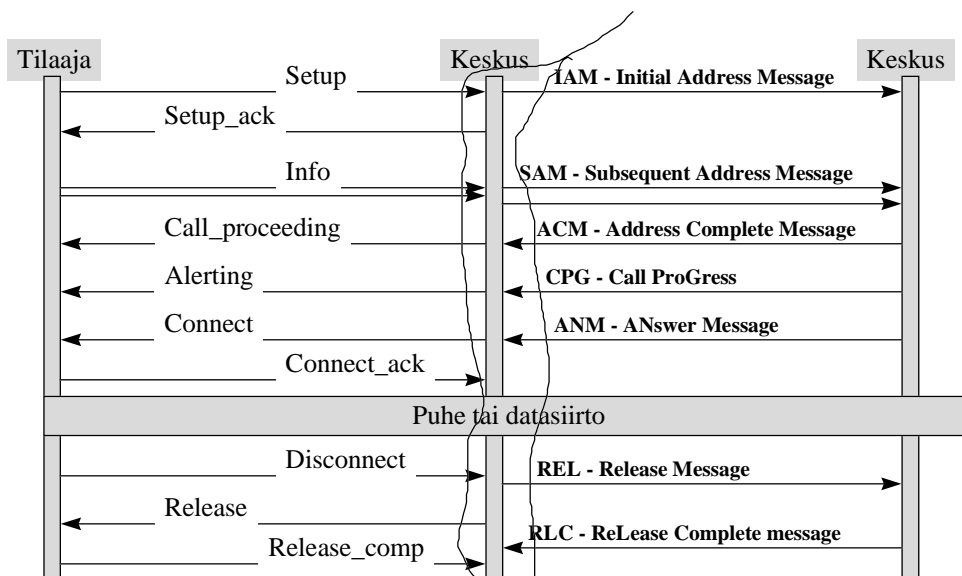 Tilaaja
Keskus
Keskus
Setup
IAM - Initial Address Message
Setup_ack
Info
SAM - Subsequent Address Message
Call_proceeding
ACM - Address Complete Message
Alerting
CPG - Call ProGress
Connect
ANM - ANswer Message
Connect_ack
Puhe tai datasiirto
Disconnect
REL - Release Message
Release
RLC - ReLease Complete message
Release_comp